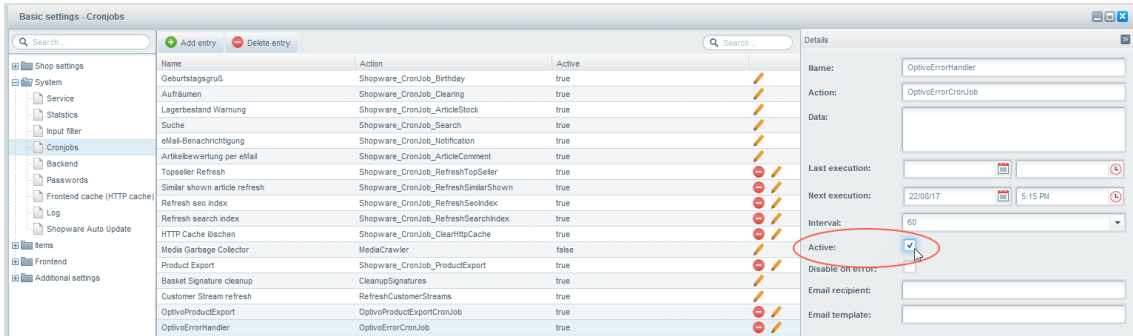 Basic settings - Cronjobs
Search...
Shop settings
System
Service
Statstics
Input filter
Cronjobs
Backend
Passwords
Frontend cache (HTTP cache)
Log
Shopware Auto Update
Items
Frontend
Additional settings
Add entry Delete entry Search...
Name Action Active
Geburtstagsgruß Shopware_CronJob_Birthday true
Aufräumen Shopware_CronJob_Clearing true
Lagerbestand Warnung Shopware_CronJob_ArticleStock true
Suche Shopware_CronJob_Search true
eMail-Benachrichtigung Shopware_CronJob_Notification true
Artikelbewertung per eMail Shopware_CronJob_ArticleComment true
Topseller Refresh Shopware_CronJob_RefreshTopSeller true
Similar shown article refresh Shopware_CronJob_RefreshSimilarShown true
Refresh seo index Shopware_CronJob_RefreshSeoIndex true
Refresh search index Shopware_CronJob_RefreshSearchIndex true
HTTP Cache löschen Shopware_CronJob_ClearHttpCache true
Media Garbage Collector MediaCrawler false
Product Export Shopware_CronJob_ProductExport true
Basket Signature cleanup CleanupSignatures true
Customer Stream refresh RefreshCustomerStreams true
OptivoProductExport OptivoProductExportCronJob true
OptivoErrorHandler OptivoErrorCronJob true
Details
Name: OptivoErrorHandler
Action: OptivoErrorCronJob
Data:
Last execution:
Next execution: 22/08/17 5:15 PM
Interval: 60
Active:
Disable on error:
Email recipient:
Email template: